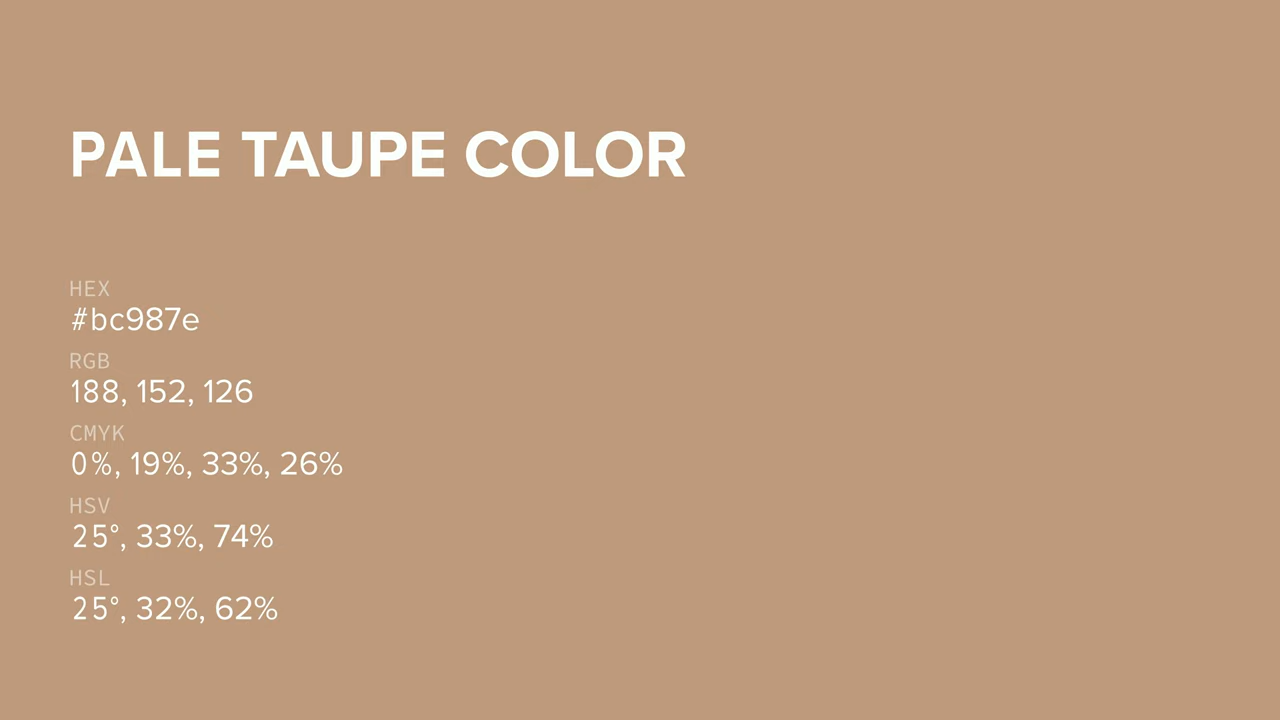 PALE TAUPE COLOR
HEX
#bc987e
RGB
188, 152, 126
CMYK
0%, 19%, 33%, 26%
HSV
25°, 33%, 74%
HSL
25°, 32%, 62%